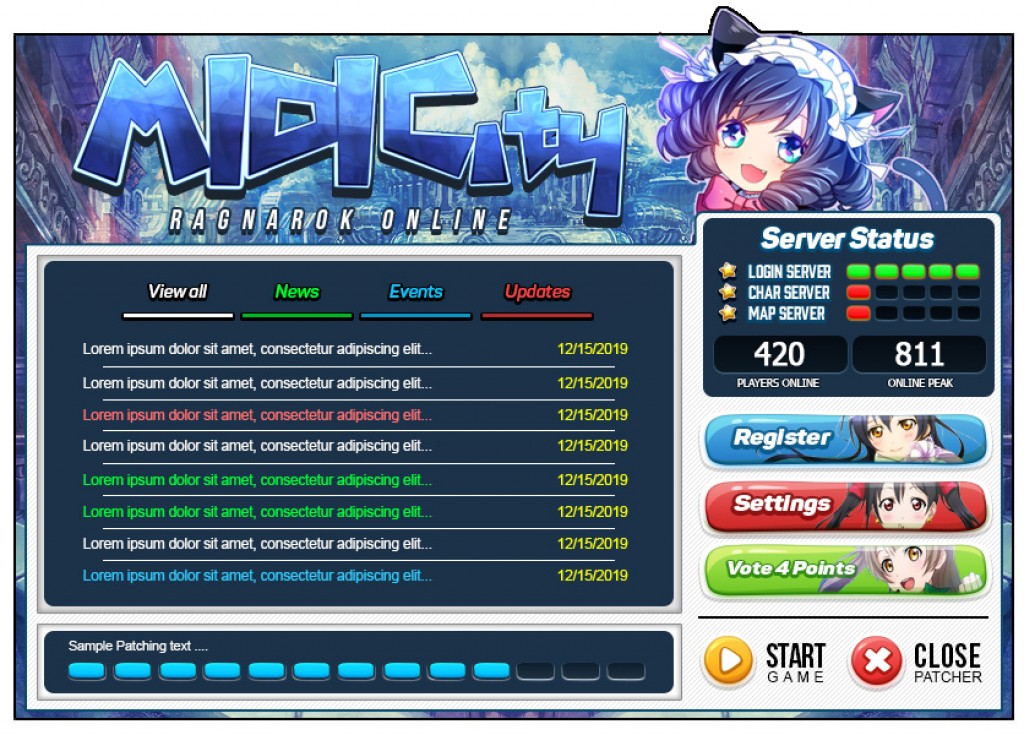 MIDICity
RAGNAROK ONLINE
View all News Events Updates
Lorem ipsum dolor sit amet, consectetur adipiscing elit... 12/15/2019
Lorem ipsum dolor sit amet, consectetur adipiscing elit... 12/15/2019
Lorem ipsum dolor sit amet, consectetur adipiscing elit... 12/15/2019
Lorem ipsum dolor sit amet, consectetur adipiscing elit... 12/15/2019
Lorem ipsum dolor sit amet, consectetur adipiscing elit... 12/15/2019
Lorem ipsum dolor sit amet, consectetur adipiscing elit... 12/15/2019
Lorem ipsum dolor sit amet, consectetur adipiscing elit... 12/15/2019
Lorem ipsum dolor sit amet, consectetur adipiscing elit... 12/15/2019
Sample Patching text ....
Server Status
LOGIN SERVER
CHAR SERVER
MAP SERVER
420 811
PLAYERS ONLINE ONLINE PEAK
Register
Settings
Vote 4 Points
START CLOSE
GAME PATCHER